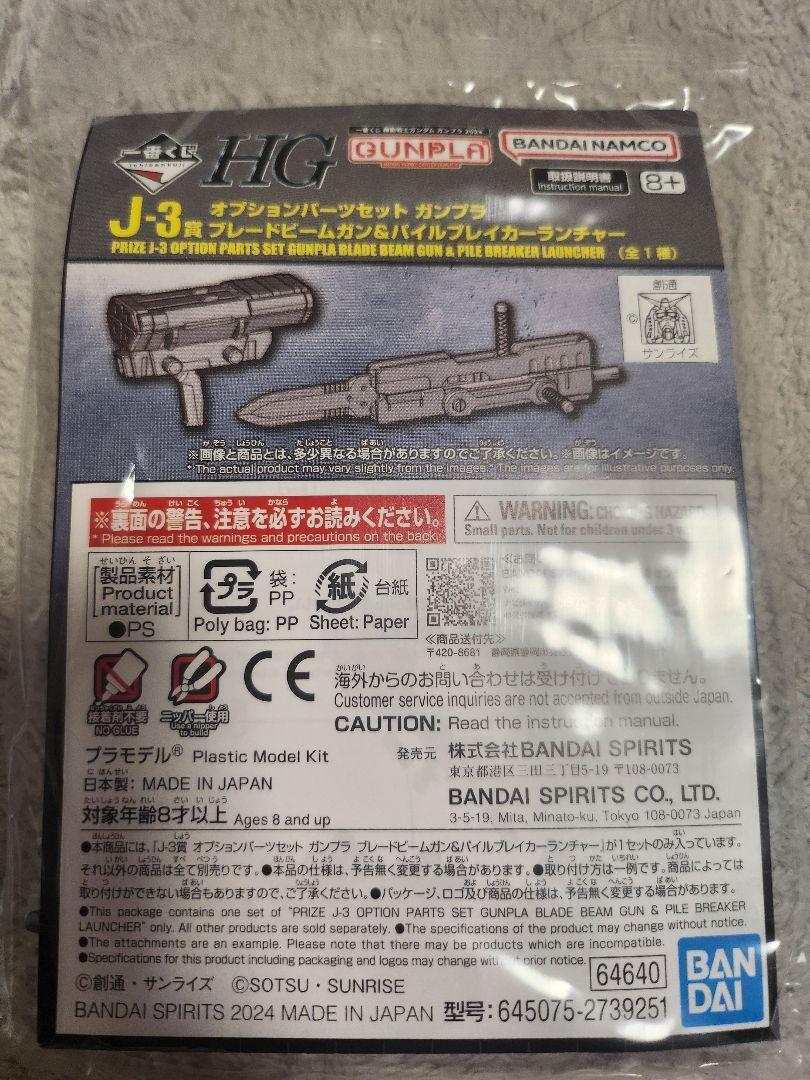 一番くじ
ichibankuji
HG
一番くじ 機動戦士ガンダム ガンプラ 2024
GUNPLA
BANDAI NAMCO
取扱説明書
Instruction manual
8+
J-3賞 オプションパーツセット ガンプラ
ブレードビームガン&パイルブレイカーランチャー
PRIZE J-3 OPTION PARTS SET GUNPLA BLADE BEAM GUN & PILE BREAKER LAUNCHER (全1種)
創通
©
サンライズ
※画像と商品とは、多少異なる場合がありますのでご了承ください。※画像はイメージです。
* The actual product may vary slightly from the images.* The images are for illustrative purposes only.
※裏面の警告、注意を必ずお読みください。
* Please read the warnings and precautions on the back.
WARNING:
Small parts. Not for children under 3
[製品素材]
Product material
●PS
プラ
袋:PP
Poly bag: PP
紙
台紙
Sheet: Paper
≪商品送付先≫
〒420-8681
海外からのお問い合わせは受け付けて
Customer service inquiries are not accepted from outside Japan.
接着剤不要
NO GLUE
ニッパー使用
Use a nipper to build
CE
CAUTION: Read the instruction manual.
プラモデル® Plastic Model Kit
日本製: MADE IN JAPAN
対象年齢8才以上 Ages 8 and up
発売元 株式会社BANDAI SPIRITS
東京都港区三田三丁目5-19 〒108-0073
BANDAI SPIRITS CO., LTD.
3-5-19, Mita, Minato-ku, Tokyo 108-0073 Japan
●本商品には、「J-3賞 オプションパーツセット ガンプラ ブレードビームガン&パイルブレイカーランチャー」が1セットのみ入っています。
それ以外の商品は全て別売りです。●本品の仕様は、予告無く変更する場合があります。●取り付け方は一例です。商品によっては
取り付けができない場合もありますので、ご了承ください。●パッケージ、ロゴ及び商品の仕様は、予告無く変更する場合があります。
●This package contains one set of "PRIZE J-3 OPTION PARTS SET GUNPLA BLADE BEAM GUN & PILE BREAKER
LAUNCHER" only. All other products are sold separately. ●The specifications of the product may change without notice.
●The attachments are an example. Please note that there may be products which are incompatible.
●Specifications for this product including packaging and logos may change without prior notice.
64640
BANDAI
©創通・サンライズ ©SOTSU・SUNRISE
BANDAI SPIRITS 2024 MADE IN JAPAN 型号:645075-2739251